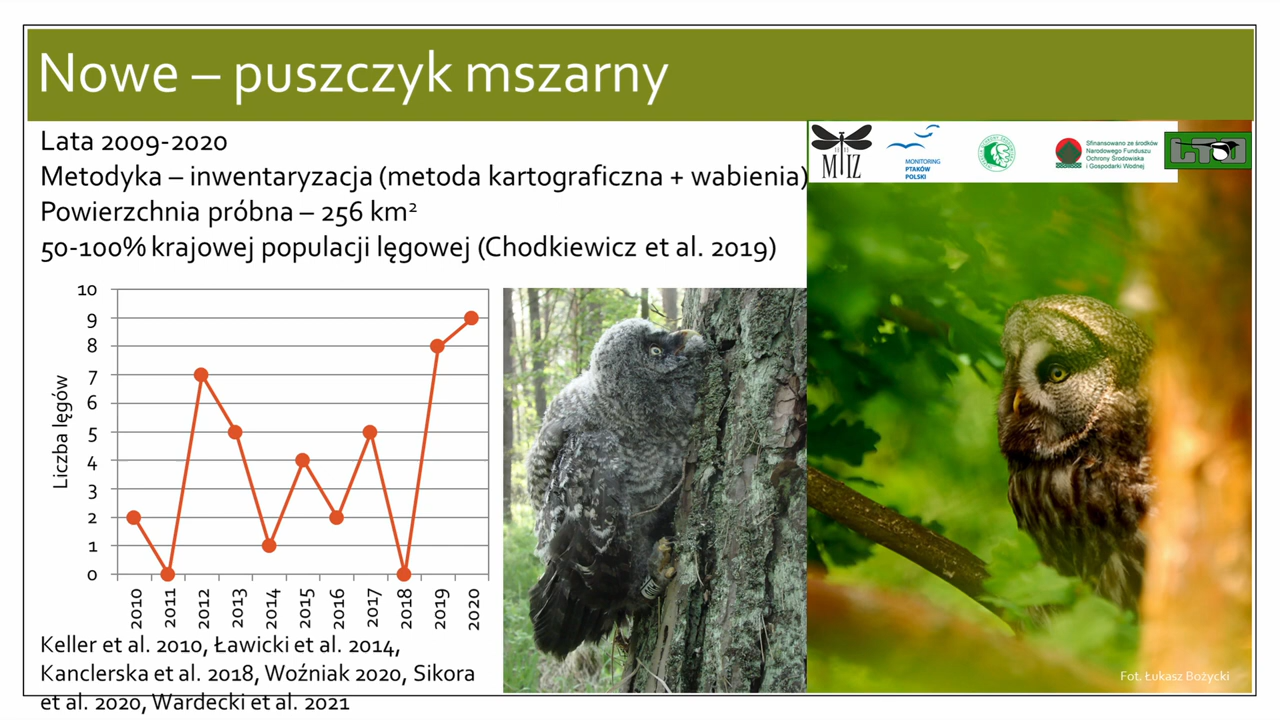 Nowe – puszczyk mszarny
Lata 2009-2020
Metodyka – inwentaryzacja (metoda kartograficzna + wabienia)
Powierzchnia próbna – 256 km²
50-100% krajowej populacji lęgowej (Chodkiewicz et al. 2019)
MIIZ
MONITORING
PTAKÓW
POLSKI
Sfinansowano ze środków
Narodowego Funduszu
Ochrony Środowiska
i Gospodarki Wodnej
LTO
Liczba lęgów
10
9
8
7
6
5
4
3
2
1
0
2010 2011 2012 2013 2014 2015 2016 2017 2018 2019 2020
Keller et al. 2010, Ławicki et al. 2014,
Kanclerska et al. 2018, Woźniak 2020, Sikora
et al. 2020, Wardecki et al. 2021
Fot. Łukasz Bożycki